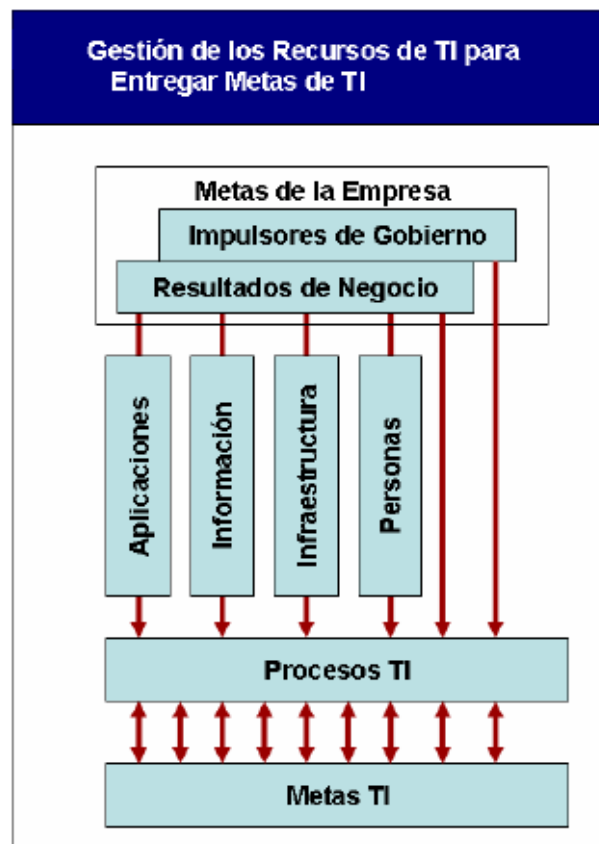 Gestión de los Recursos de TI para
Entregar Metas de TI
Metas de la Empresa
Impulsores de Gobierno
Resultados de Negocio
Aplicaciones
Información
Infraestructura
Personas
Procesos TI
Metas TI